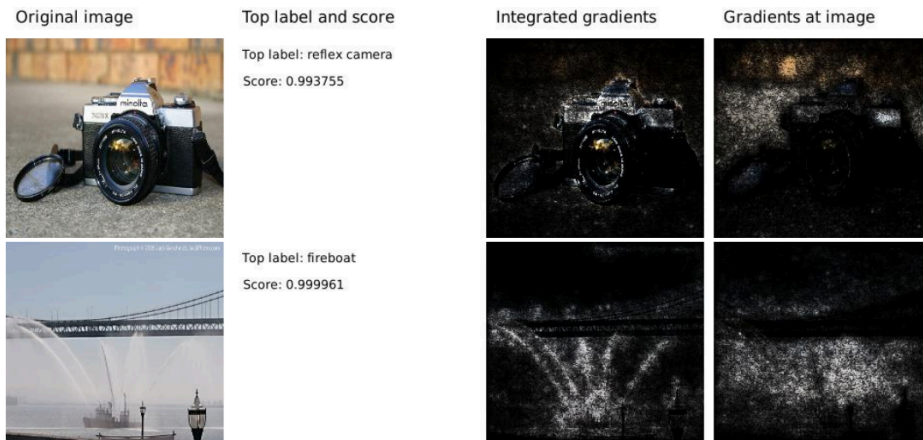 Original image
Top label and score
Integrated gradients
Gradients at image
Top label: reflex camera
Score: 0.993755
minolta
Top label: fireboat
Score: 0.999961